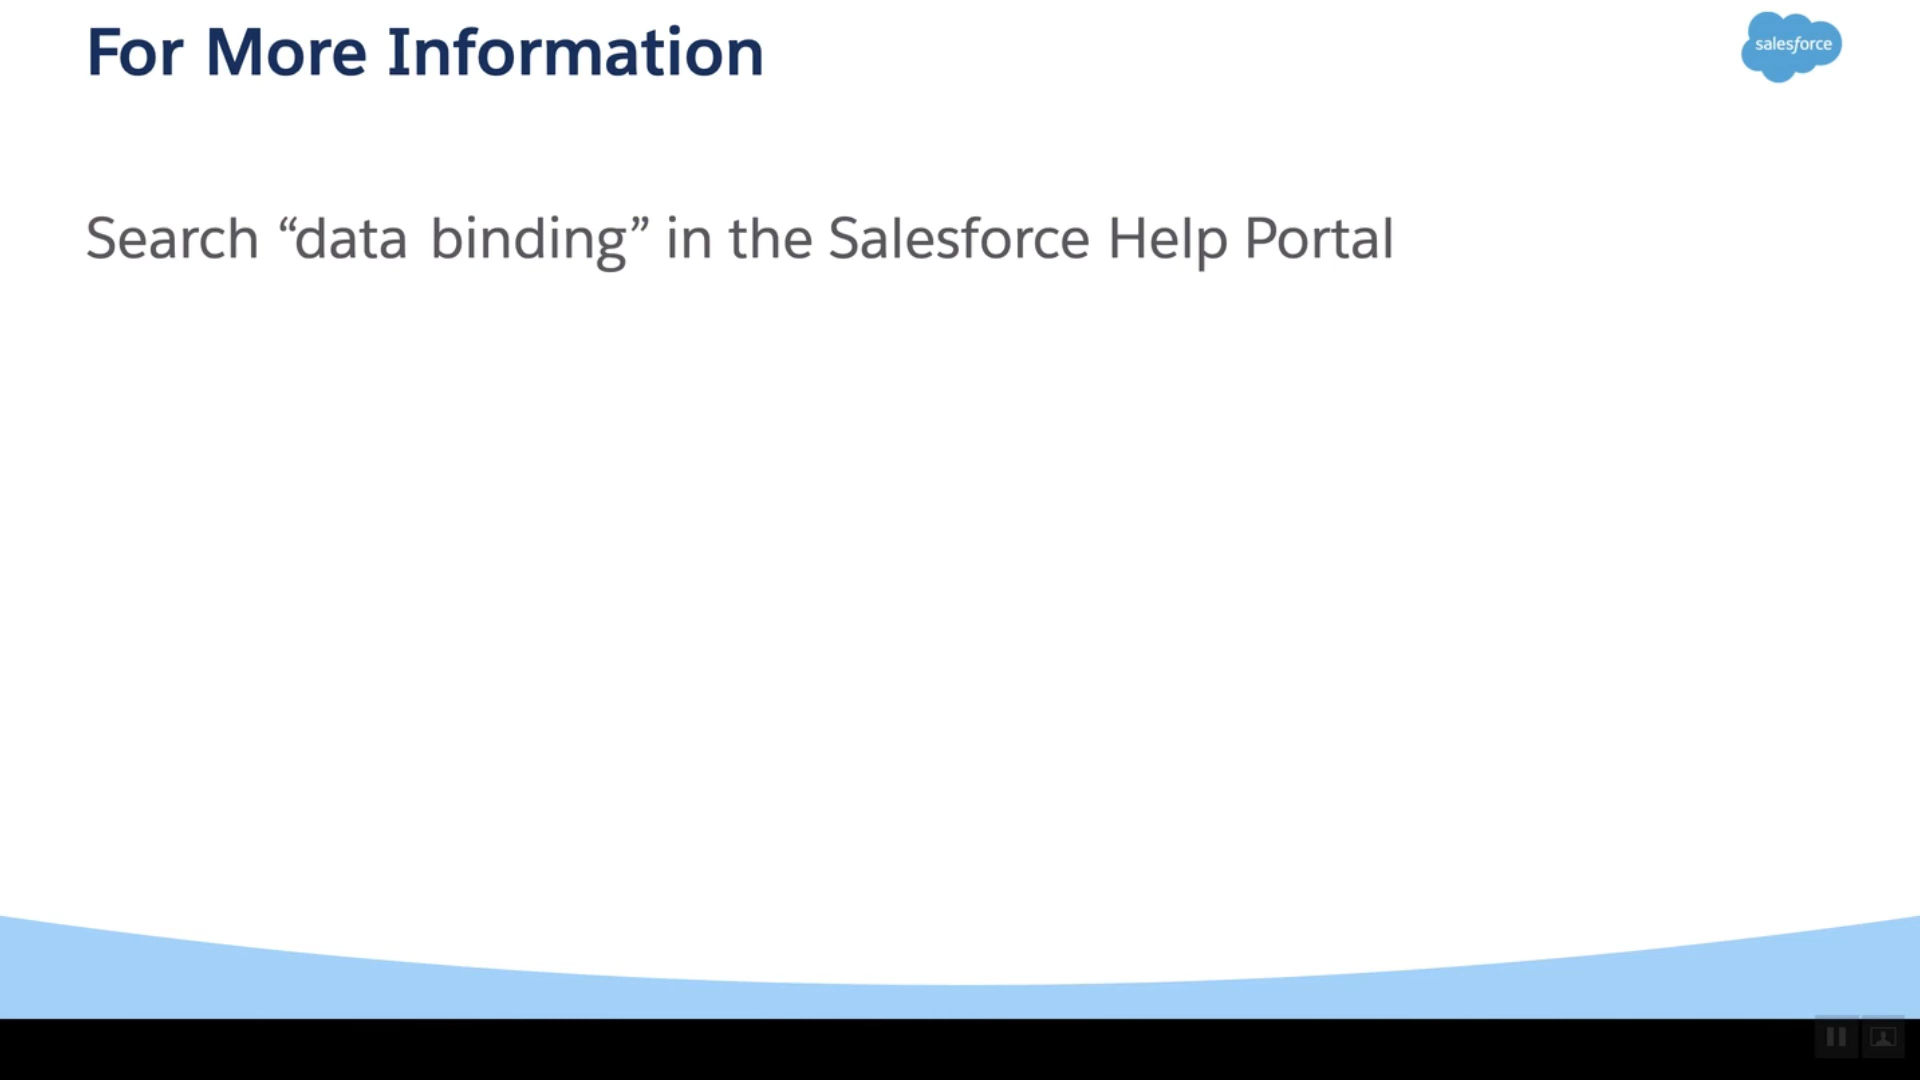 For More Information
salesforce
Search “data binding” in the Salesforce Help Portal